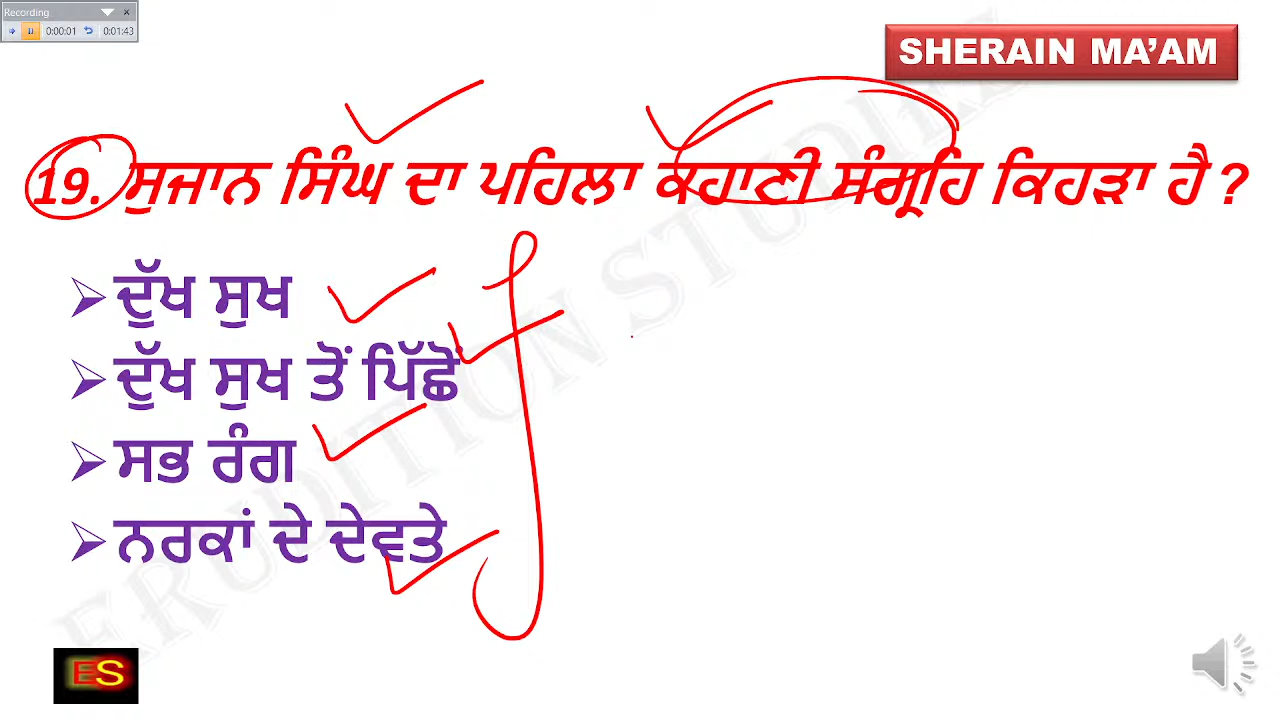 Recording
0:00:01 0:01:43
SHERAIN MA’AM
19. ਸੁਜਾਨ ਸਿੰਘ ਦਾ ਪਹਿਲਾ ਕਹਾਣੀ ਸੰਗ੍ਰਹਿ ਕਿਹੜਾ ਹੈ ?
ਦੁੱਖ ਸੁਖ
ਦੁੱਖ ਸੁਖ ਤੋਂ ਪਿੱਛੋਂ
ਸਭ ਰੰਗ
ਨਰਕਾਂ ਦੇ ਦੇਵਤੇ
ERUDITION STUDIES
ES